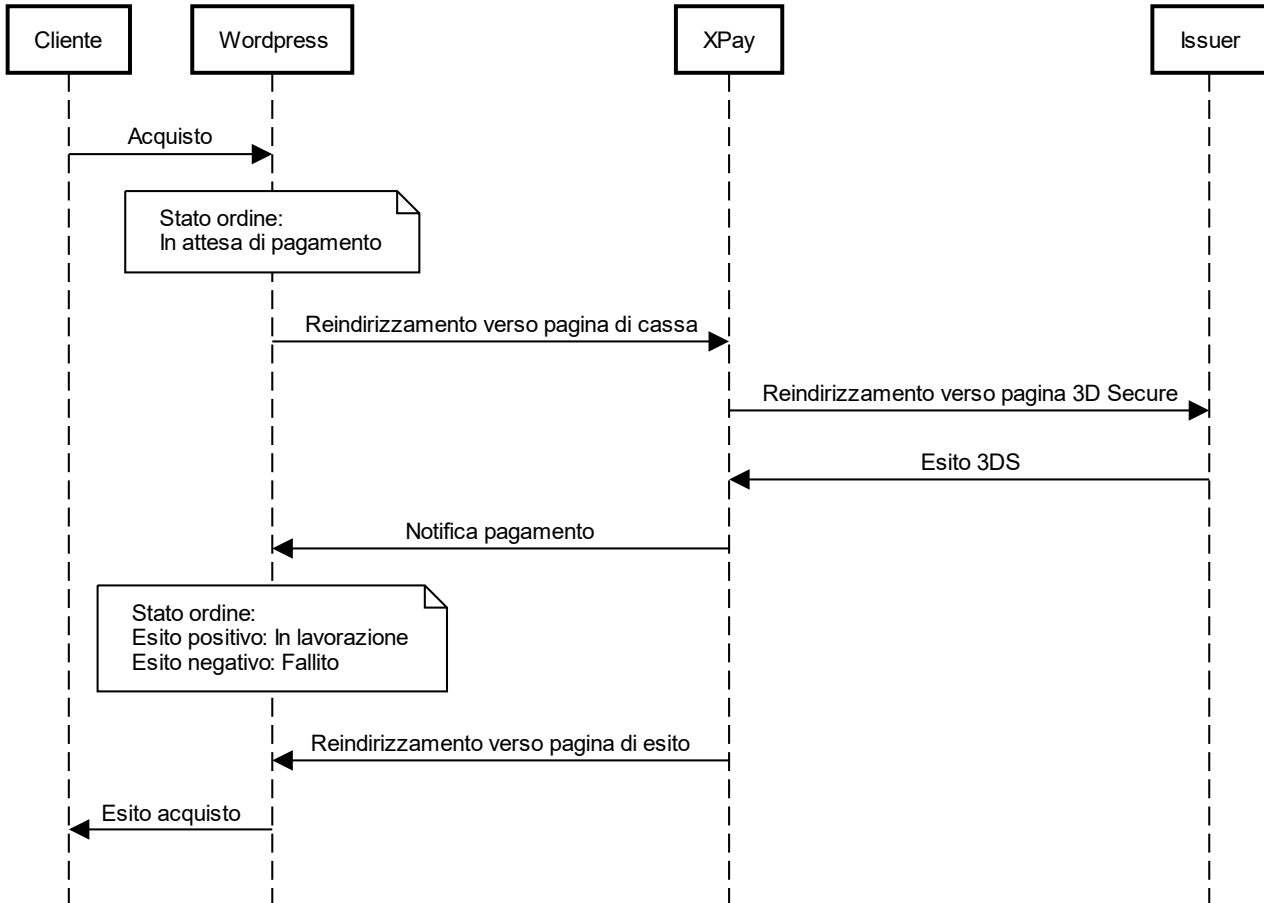 Cliente
Wordpress
XPay
Issuer
Acquisto
Stato ordine:
In attesa di pagamento
Reindirizzamento verso pagina di cassa
Reindirizzamento verso pagina 3D Secure
Esito 3DS
Notifica pagamento
Stato ordine:
Esito positivo: In lavorazione
Esito negativo: Fallito
Reindirizzamento verso pagina di esito
Esito acquisto